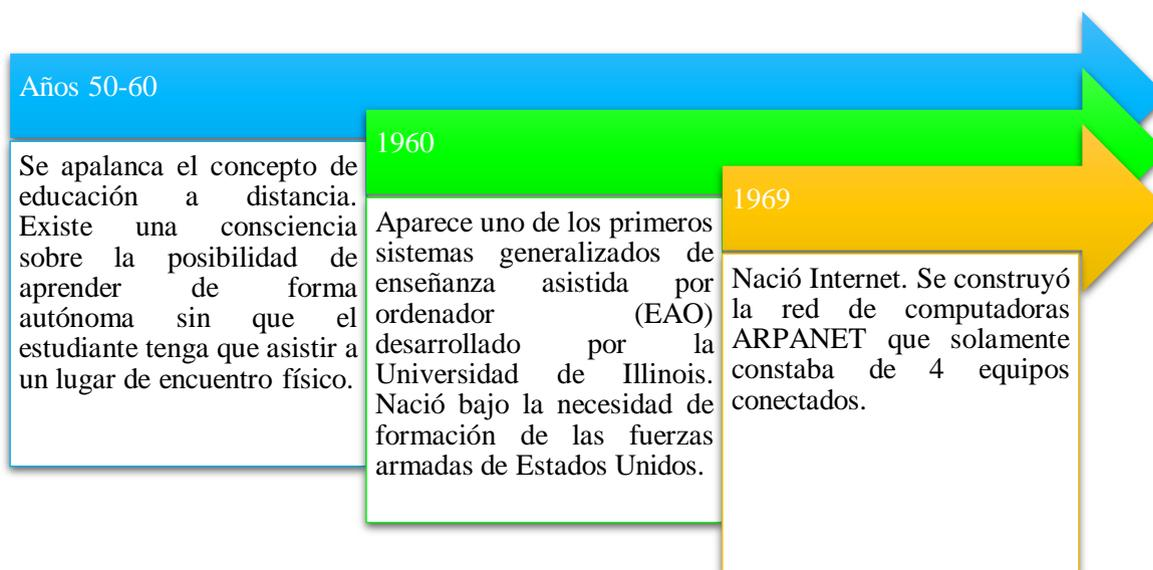 Años 50-60
Se apalanca el concepto de
educación a distancia.
Existe una consciencia
sobre la posibilidad de
aprender de forma
autónoma sin que el
estudiante tenga que asistir a
un lugar de encuentro físico.
1960
Aparece uno de los primeros
sistemas generalizados de
enseñanza asistida por
ordenador (EAO)
desarrollado por la
Universidad de Illinois.
Nació bajo la necesidad de
formación de las fuerzas
armadas de Estados Unidos.
1969
Nació Internet. Se construyó
la red de computadoras
ARPANET que solamente
constaba de 4 equipos
conectados.